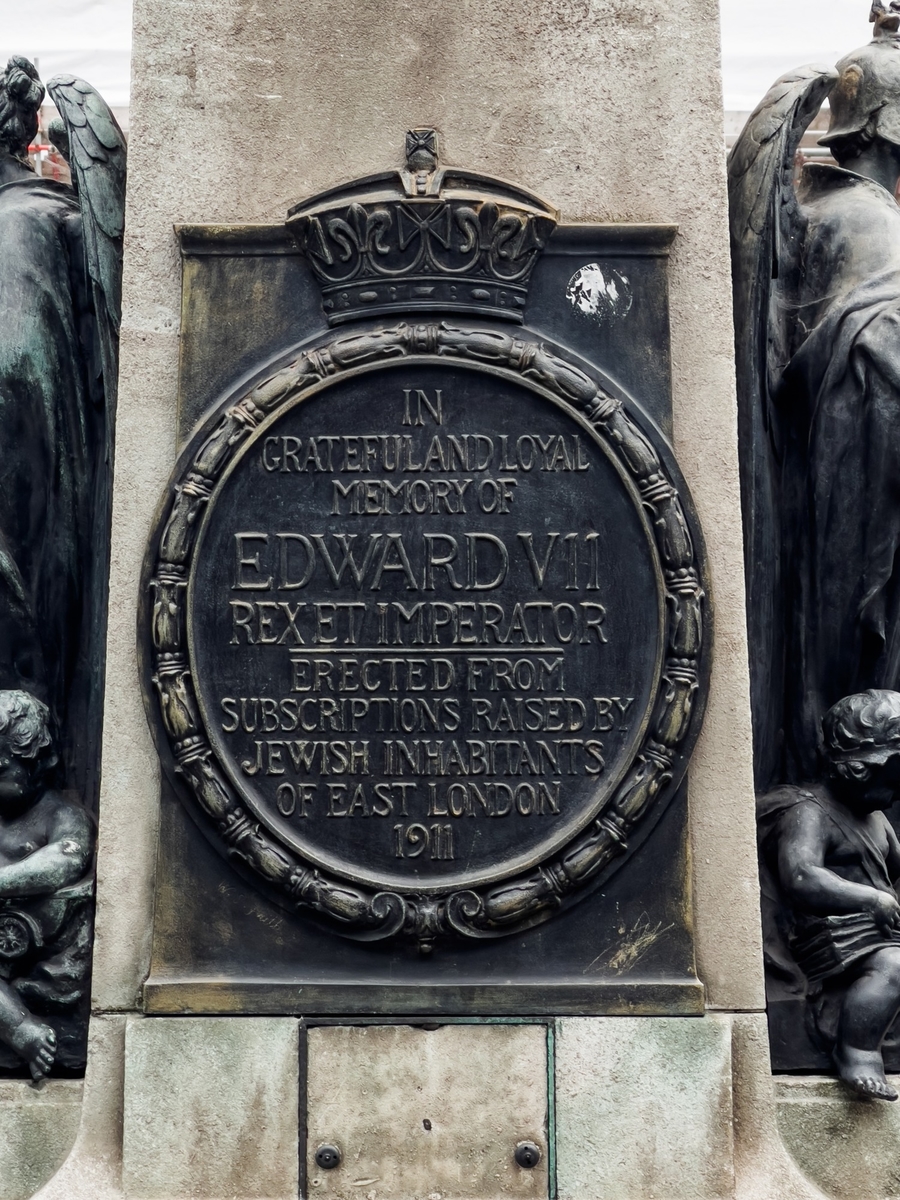 IN
GRATEFUL AND LOYAL
MEMORY OF
EDWARD VII
REX ET IMPERATOR
ERECTED FROM
SUBSCRIPTIONS RAISED BY
JEWISH INHABITANTS
OF EAST LONDON
1911